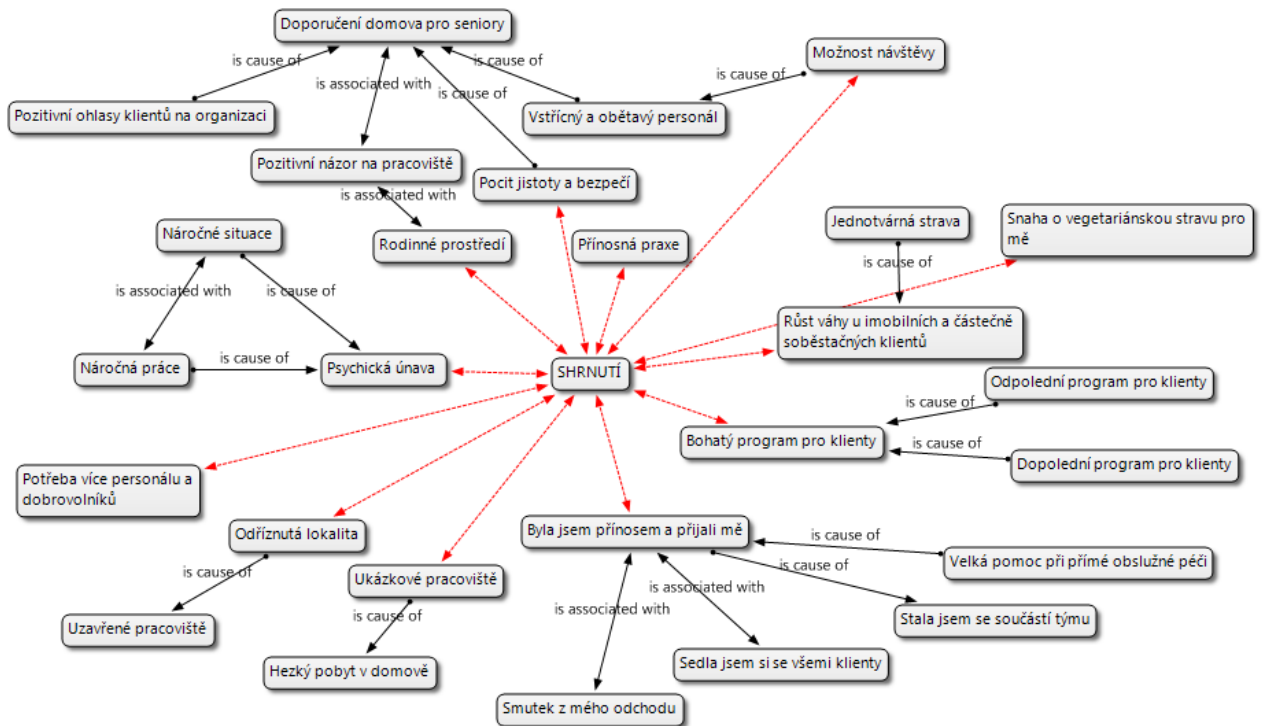 Doporučení domova pro seniory
Možnost návštěvy
is cause of
is cause of
is associated with
is cause of
Pozitivní ohlasy klientů na organizaci
Vstřícný a obětavý personál
Pozitivní názor na pracoviště
Pocit jistoty a bezpečí
is associated with
Náročné situace
Rodinné prostředí
Přínosná praxe
Jednotvárná strava
Snaha o vegetariánskou stravu pro
mě
is cause of
is associated with
is cause of
Růst váhy u imobilních a částečně
soběstačných klientů
Náročná práce
is cause of
Psychická únava
SHRNUTÍ
Odpolední program pro klienty
is cause of
Bohatý program pro klienty
is cause of
Dopolední program pro klienty
Potřeba více personálu a
dobrovolníků
Odříznutá lokalita
Byla jsem přínosem a přijali mě
is cause of
Velká pomoc při přímé obslužné péči
is cause of
Ukázkové pracoviště
is cause of
is associated with
is associated with
Stala jsem se součástí týmu
Uzavřené pracoviště
is cause of
Hezký pobyt v domově
Sedla jsem si se všemi klienty
Smutek z mého odchodu
is cause of